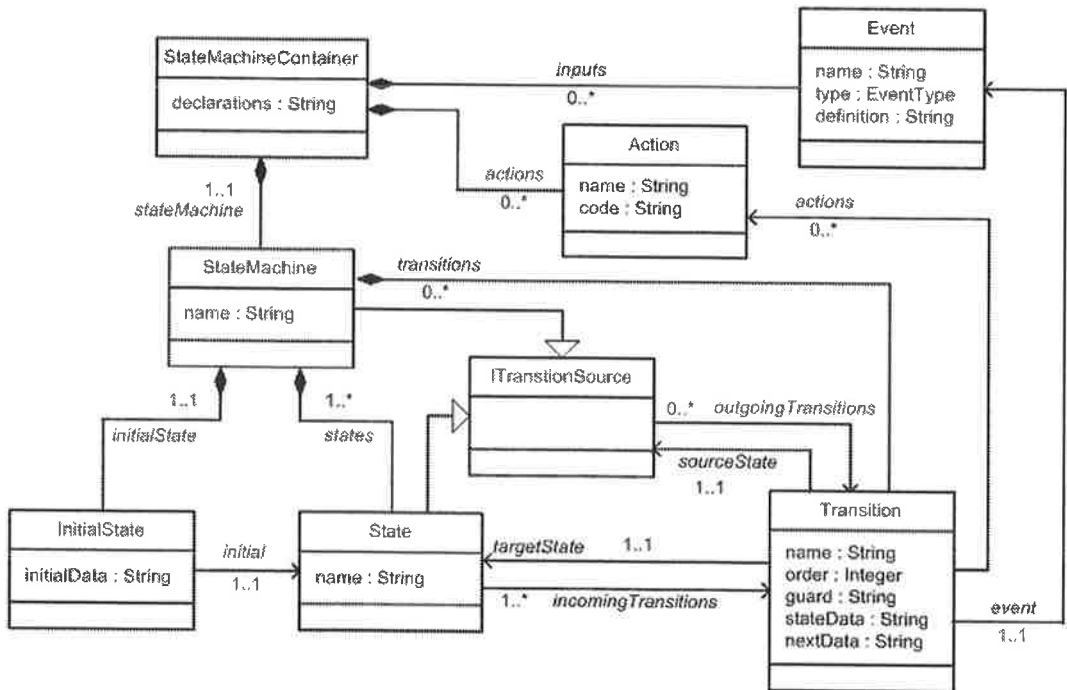 StateMachineContainer
declarations : String
inputs
0..*
Event
name : String
type : EventType
definition : String
actions
0..*
Action
name : String
code : String
actions
0..*
1..1
stateMachine
StateMachine
name : String
transitions
0..*
ITranstionSource
0..*
outgoingTransitions
sourceState
1..1
1..1
initialState
1..*
states
InitialState
initialData : String
initial
1..1
State
name : String
targetState
1..1
1..*
incomingTransitions
Transition
name : String
order : Integer
guard : String
stateData : String
nextData : String
event
1..1